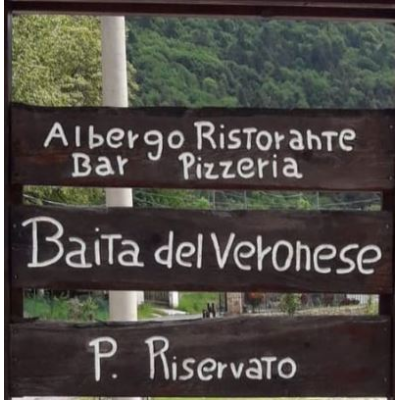 Albergo Ristorante
Bar Pizzeria
Baita del Veronese
P. Riservato